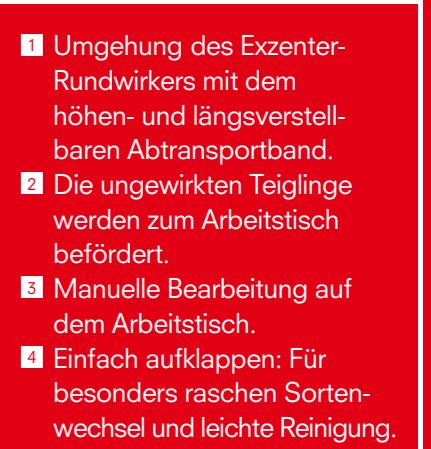 1 Umgehung des Exzenter-
Rundwirkers mit dem
höhen- und längsverstell-
baren Abtransportband.
2 Die ungewirkten Teiglinge
werden zum Arbeitstisch
befördert.
3 Manuelle Bearbeitung auf
dem Arbeitstisch.
4 Einfach aufklappen: Für
besonders raschen Sorten-
wechsel und leichte Reinigung.